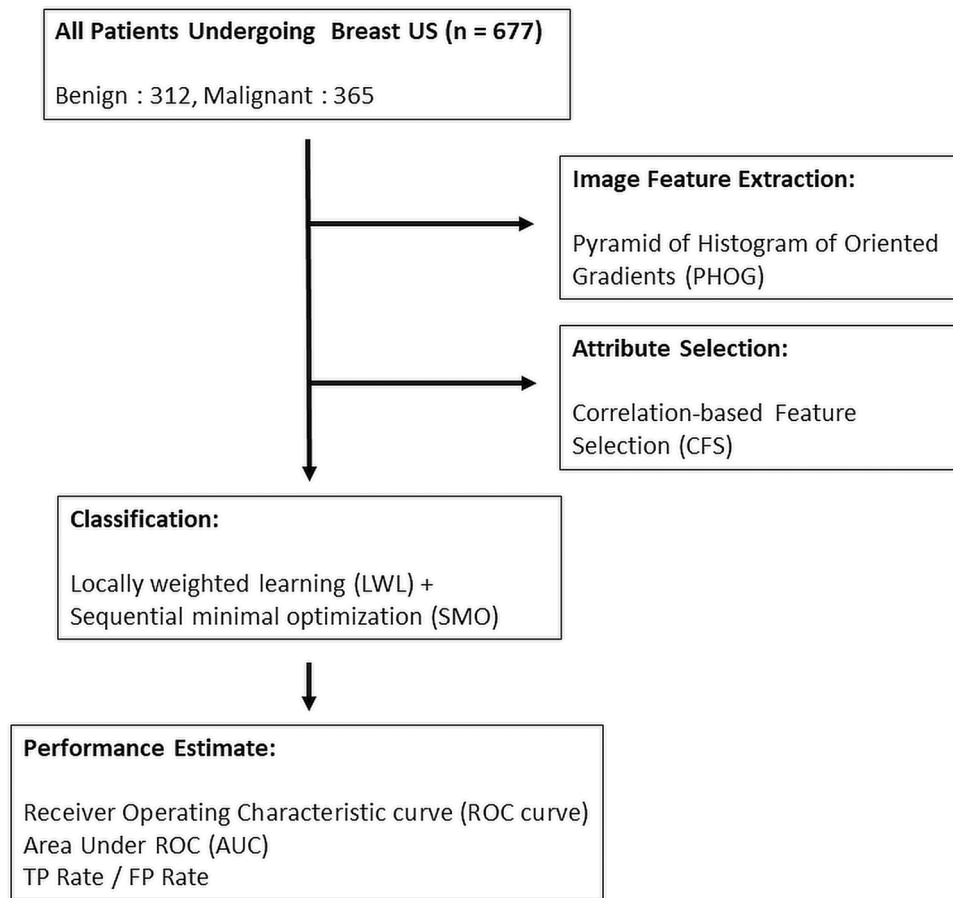 All Patients Undergoing Breast US (n = 677)
Benign : 312, Malignant : 365
Image Feature Extraction:
Pyramid of Histogram of Oriented
Gradients (PHOG)
Attribute Selection:
Correlation-based Feature
Selection (CFS)
Classification:
Locally weighted learning (LWL) +
Sequential minimal optimization (SMO)
Performance Estimate:
Receiver Operating Characteristic curve (ROC curve)
Area Under ROC (AUC)
TP Rate / FP Rate